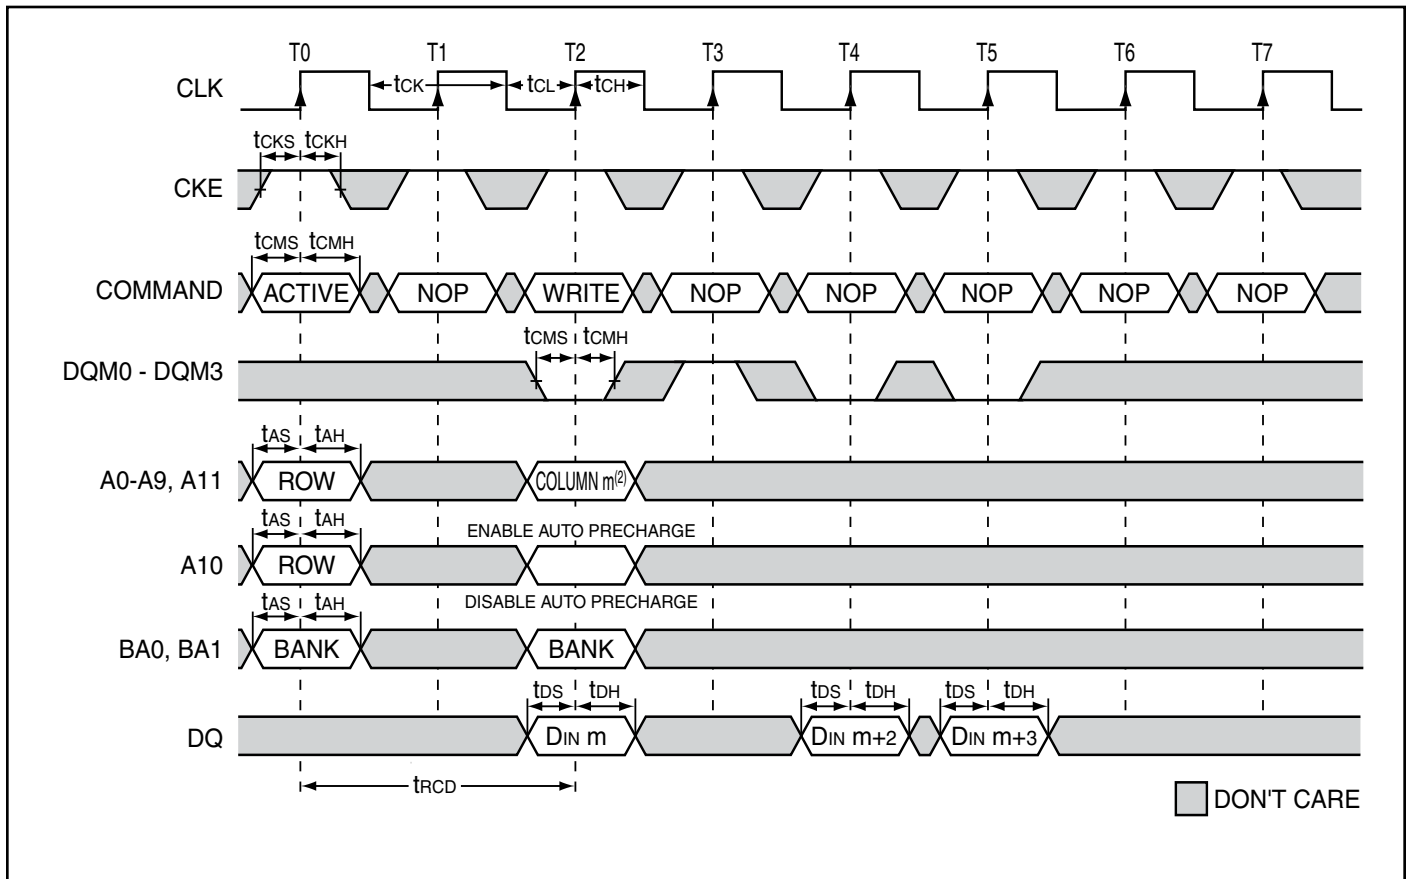 T0 T1 T2 T3 T4 T5 T6 T7
CLK tCK tCL tCH
tCKS tCKH
CKE
tCMS tCMH
COMMAND ACTIVE NOP WRITE NOP NOP NOP NOP NOP
tCMS tCMH
DQM0 - DQM3
tAS tAH
A0-A9, A11 ROW COLUMN m(2)
tAS tAH ENABLE AUTO PRECHARGE
A10 ROW
tAS tAH DISABLE AUTO PRECHARGE
BA0, BA1 BANK BANK
tDS tDH tDS tDH tDS tDH
DQ DIN m DIN m+2 DIN m+3
tRCD
DON'T CARE